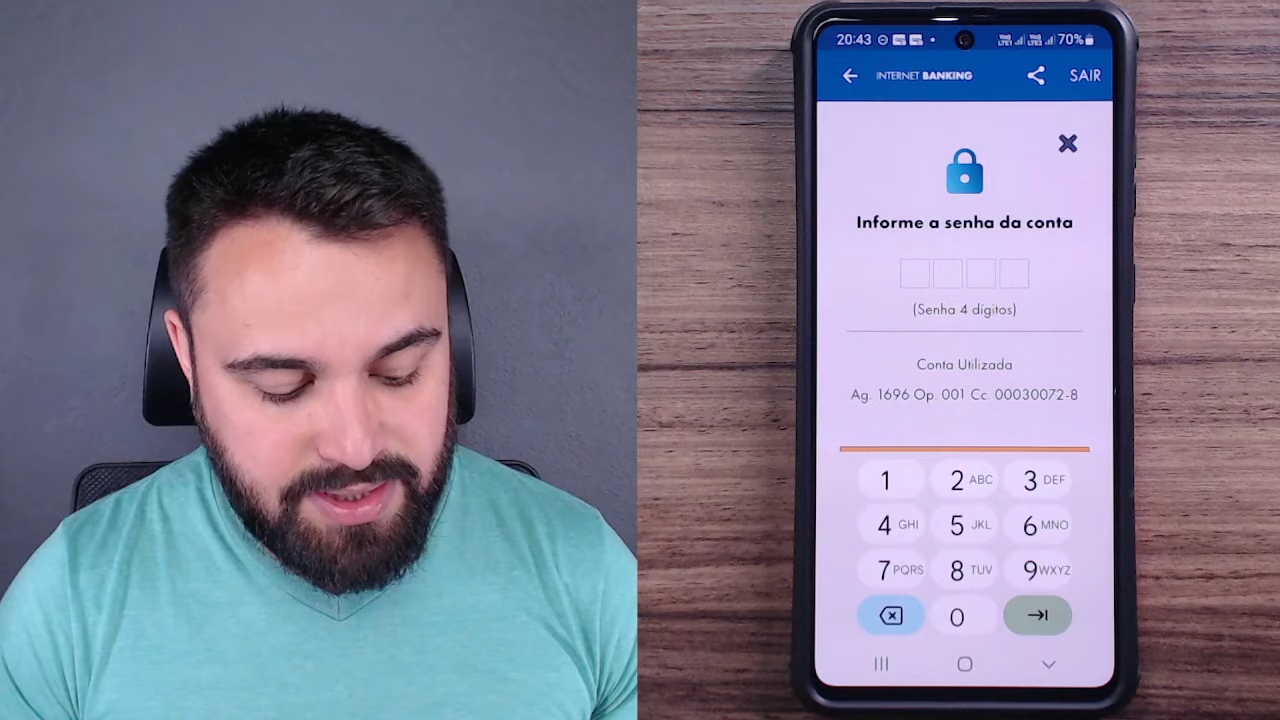 20:43 70%
INTERNET BANKING SAIR
Informe a senha da conta
(Senha 4 dígitos)
Conta Utilizada
Ag. 1696 Op. 001 Cc. 00030072-8
1 2 ABC 3 DEF
4 GHI 5 JKL 6 MNO
7 PQRS 8 TUV 9 WXYZ
0